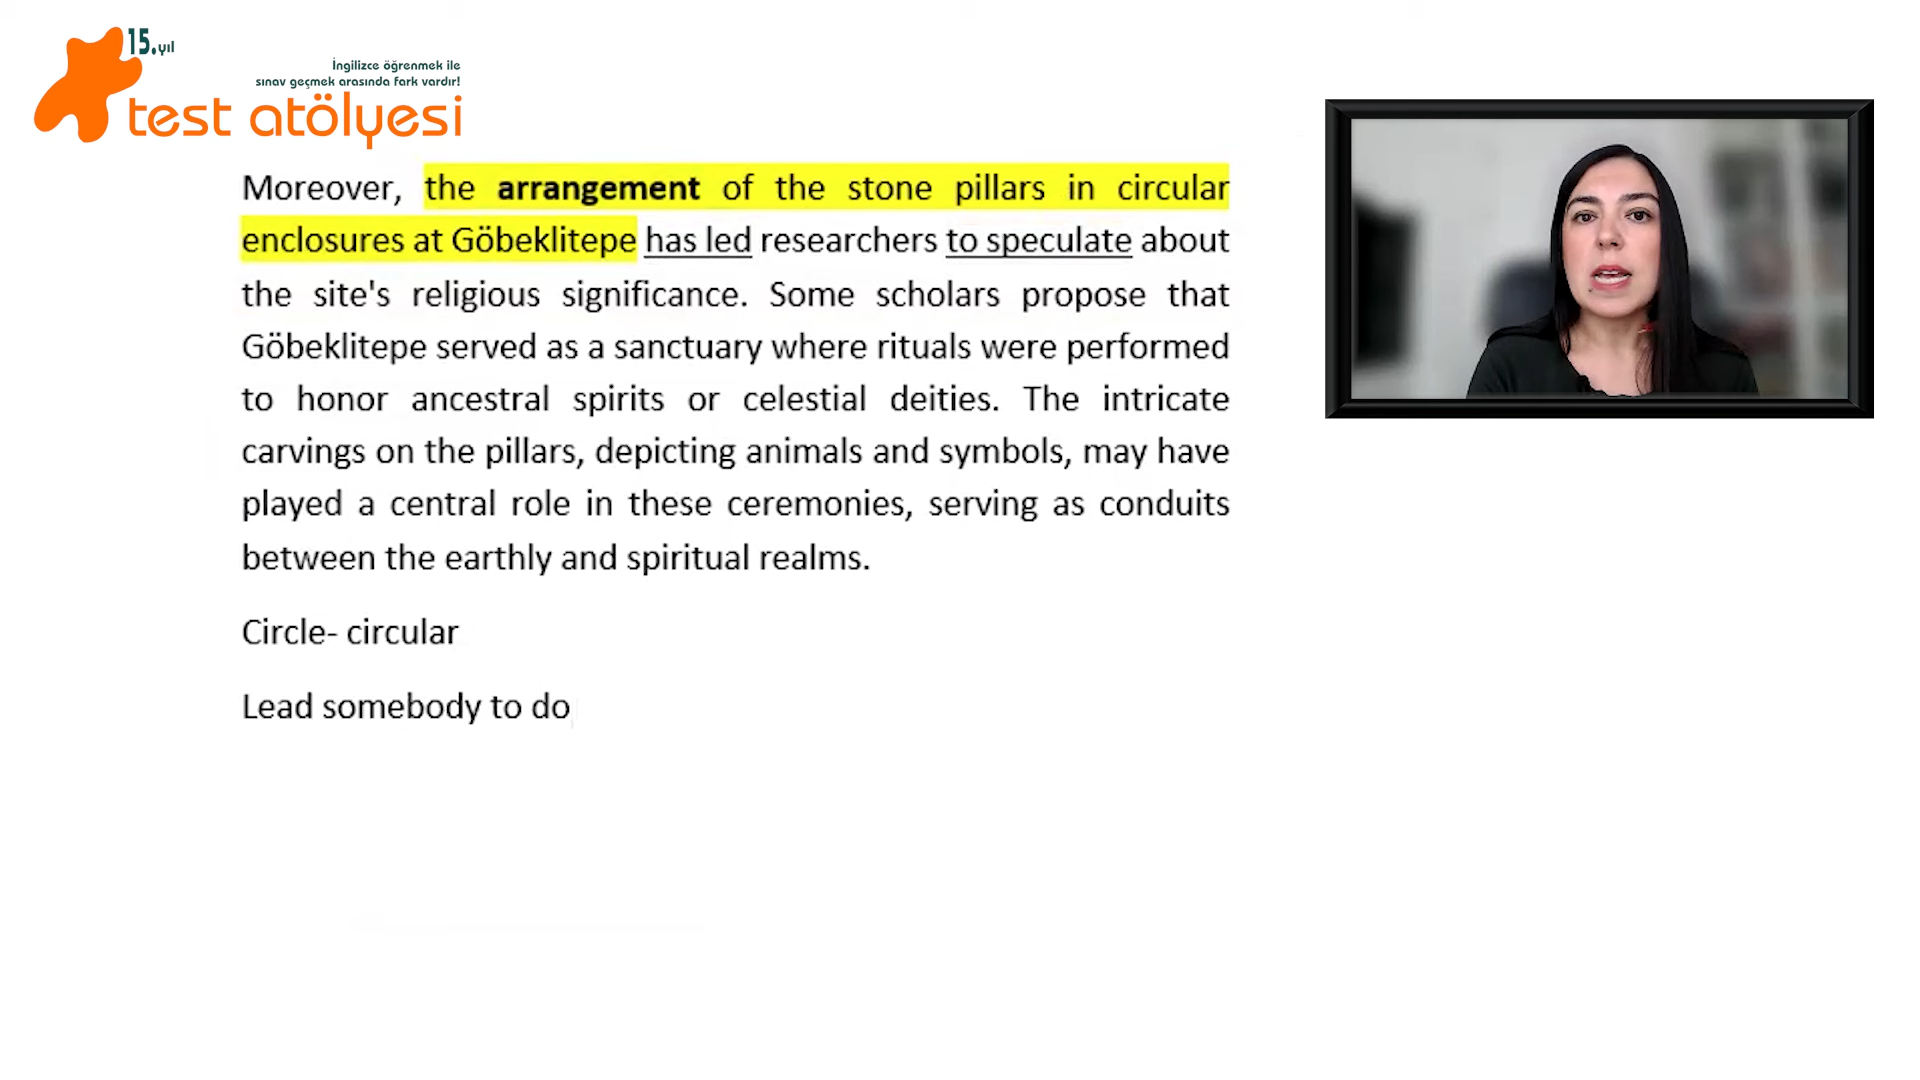 15.yıl
İngilizce öğrenmek ile
sınav geçmek arasında fark vardır!
test atölyesi
Moreover, the arrangement of the stone pillars in circular
enclosures at Göbeklitepe has led researchers to speculate about
the site's religious significance. Some scholars propose that
Göbeklitepe served as a sanctuary where rituals were performed
to honor ancestral spirits or celestial deities. The intricate
carvings on the pillars, depicting animals and symbols, may have
played a central role in these ceremonies, serving as conduits
between the earthly and spiritual realms.
Circle- circular
Lead somebody to do